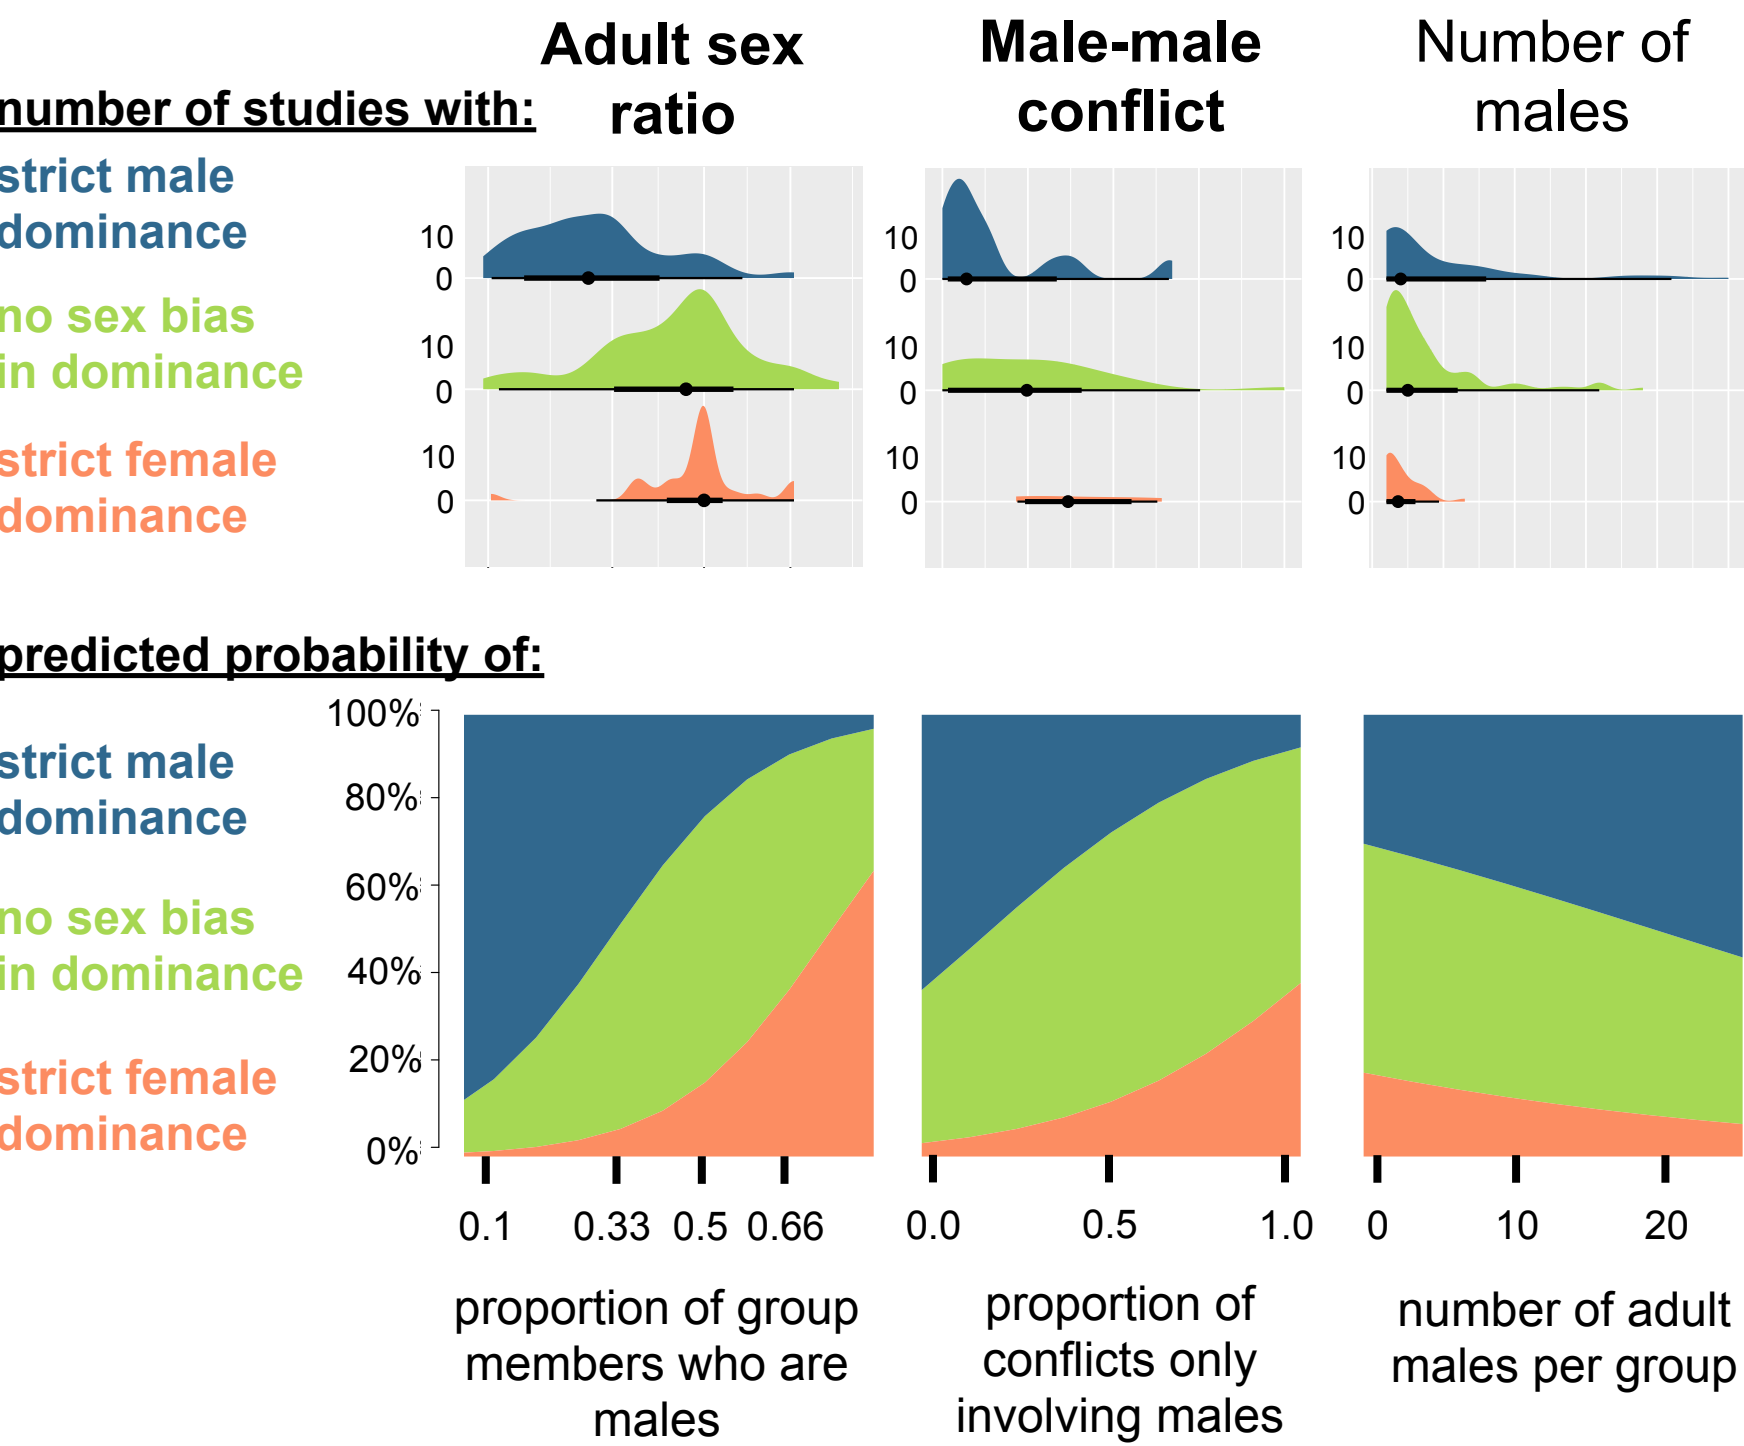 Adult sex
ratio
Male-male
conflict
Number of
males
number of studies with:
strict male
dominance
no sex bias
in dominance
strict female
dominance
10
0
10
0
10
0
10
0
10
0
10
0
10
0
10
0
10
0
predicted probability of:
strict male
dominance
no sex bias
in dominance
strict female
dominance
100%
80%
60%
40%
20%
0%
0.1 0.33 0.5 0.66
0.0 0.5 1.0
0 10 20
proportion of group
members who are
males
proportion of
conflicts only
involving males
number of adult
males per group